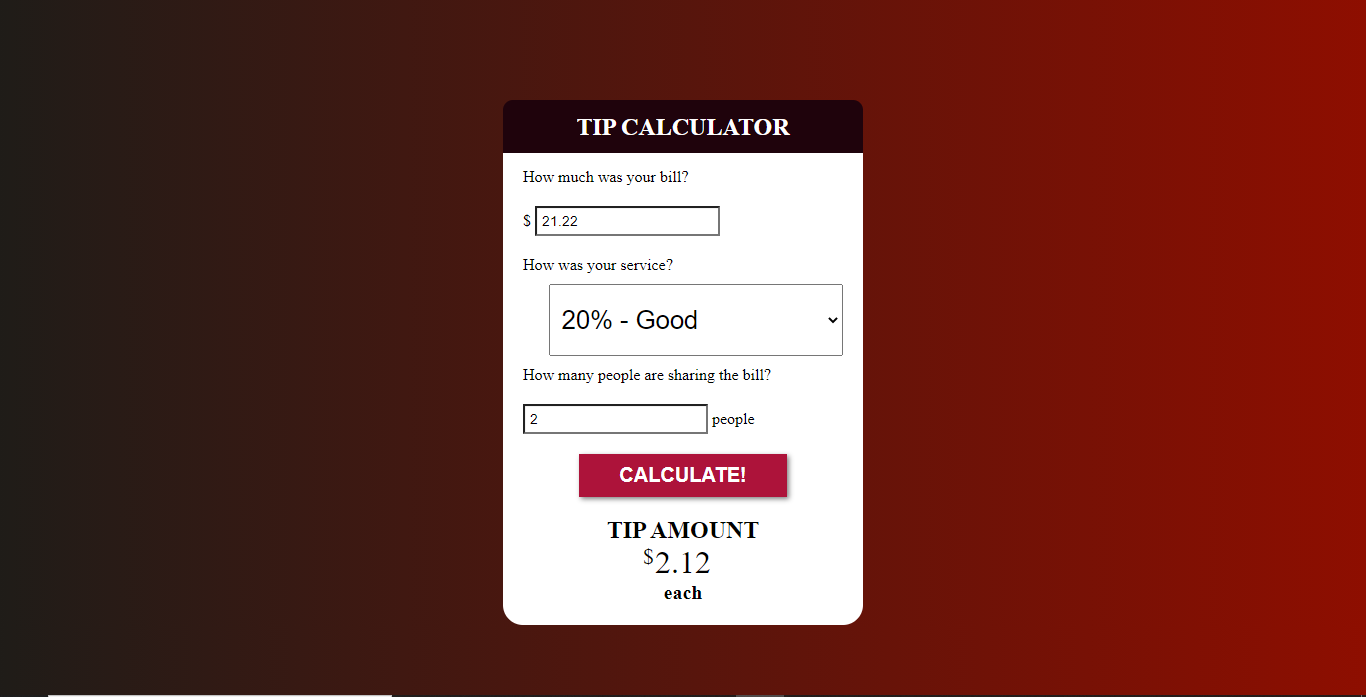 TIP CALCULATOR
How much was your bill?
$ 21.22
How was your service?
20% - Good
How many people are sharing the bill?
2 people
CALCULATE!
TIP AMOUNT
$2.12
each